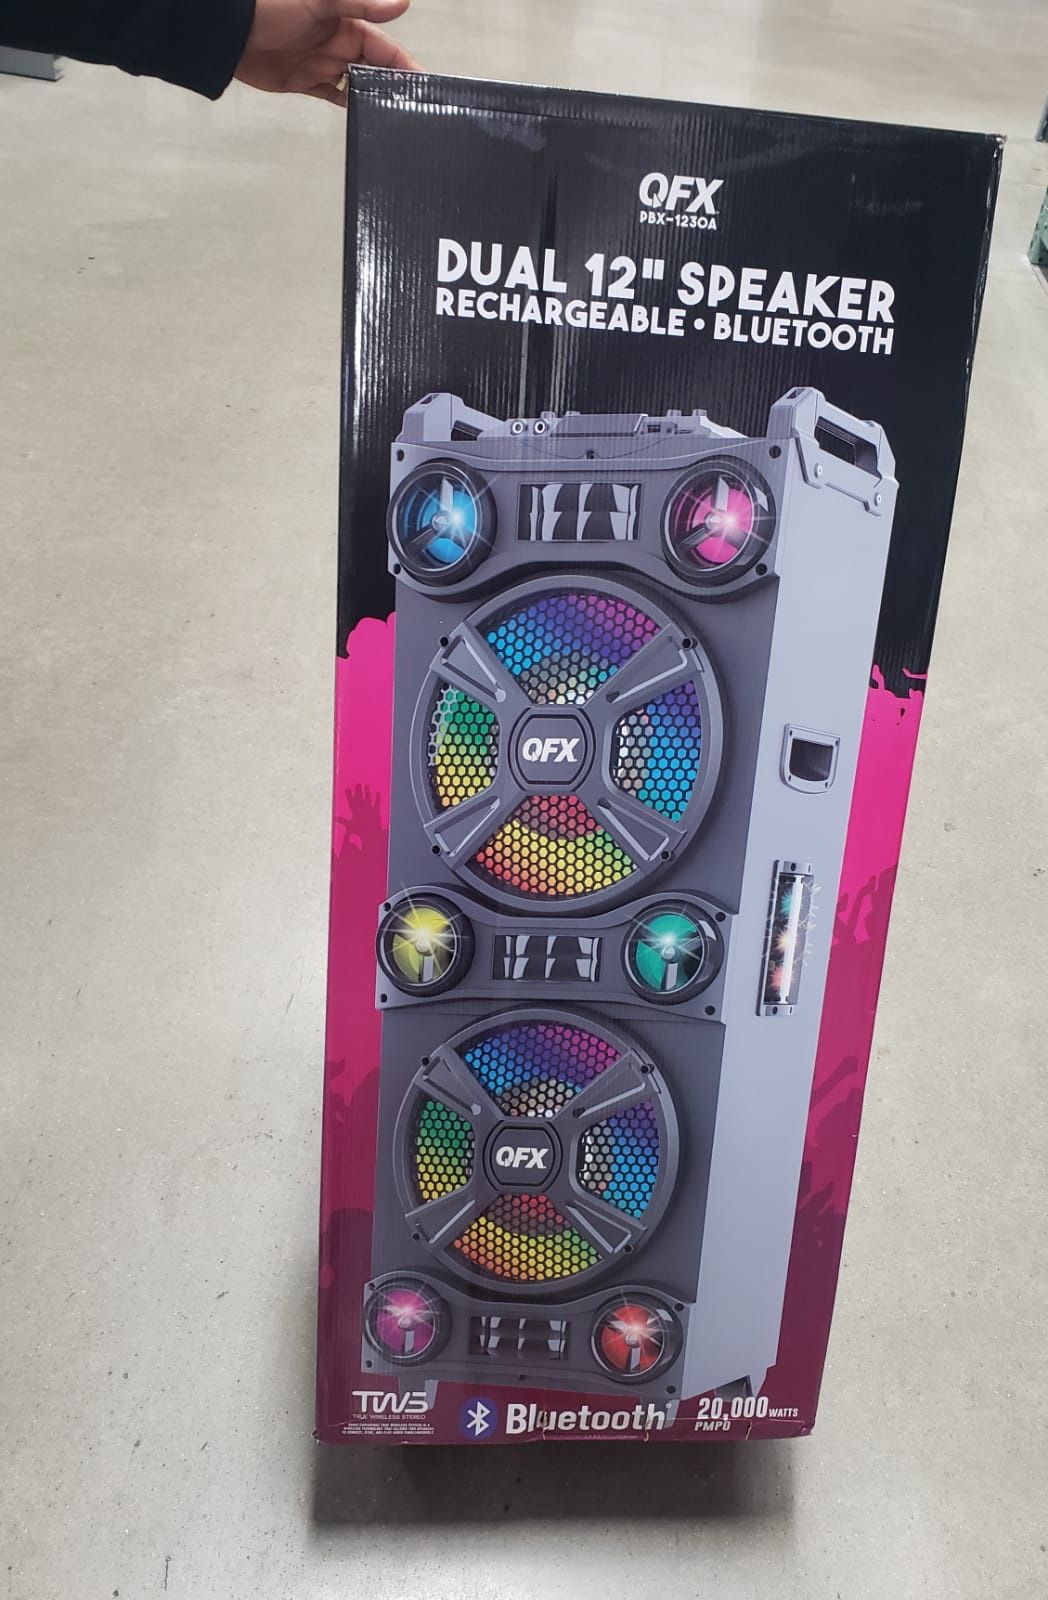 QFX
PBX-1230A
DUAL 12" SPEAKER
RECHARGEABLE • BLUETOOTH
QFX
QFX
TWS
TRUE WIRELESS STEREO
Bluetooth
20,000 WATTS
PMPO